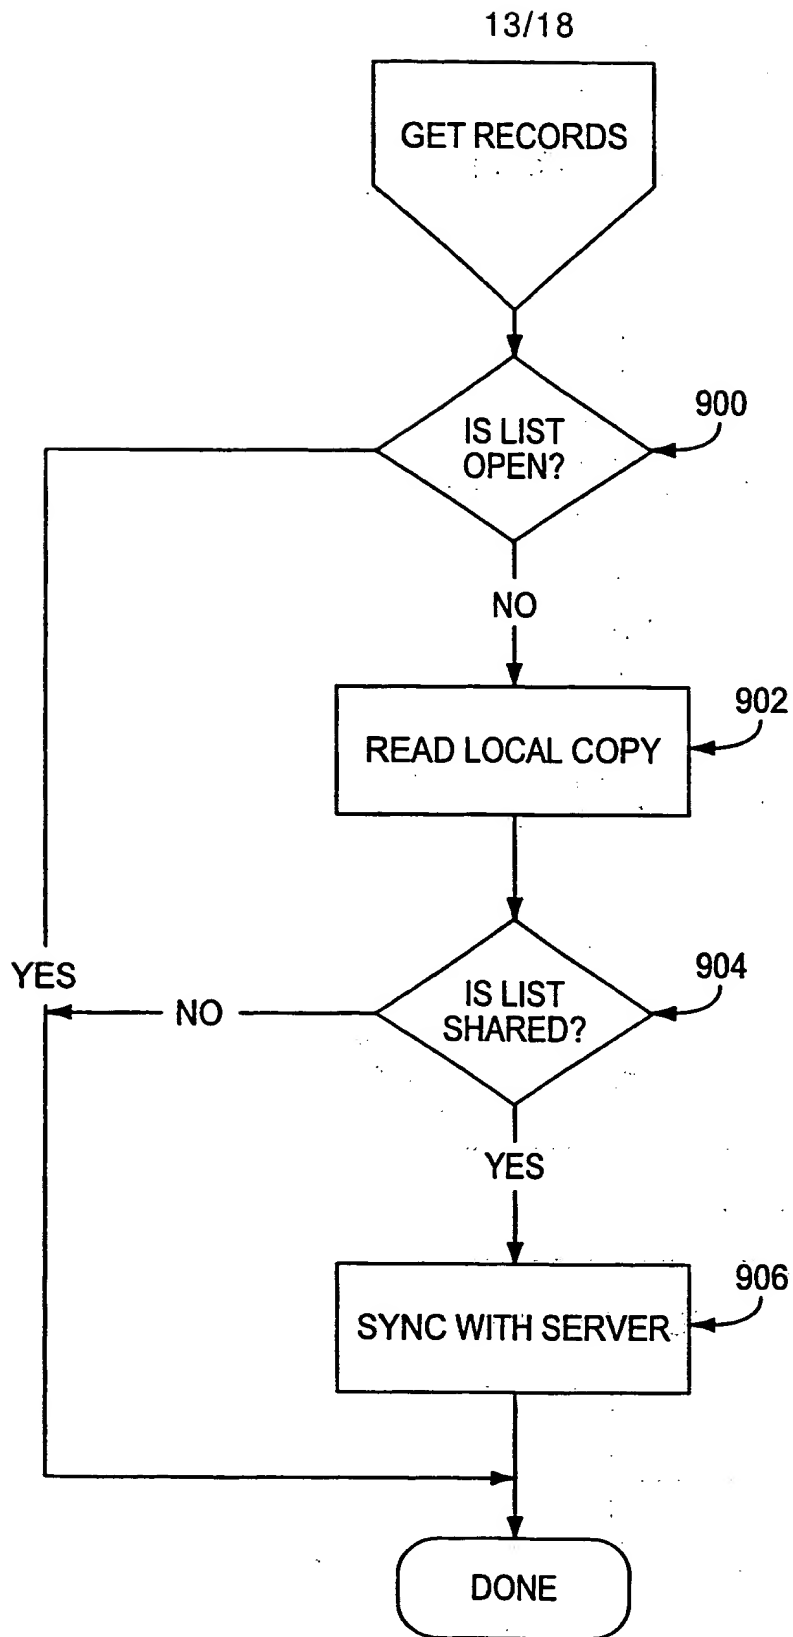 13/18
GET RECORDS
IS LIST
OPEN?
900
NO
READ LOCAL COPY
902
YES
NO
IS LIST
SHARED?
904
YES
SYNC WITH SERVER
906
DONE